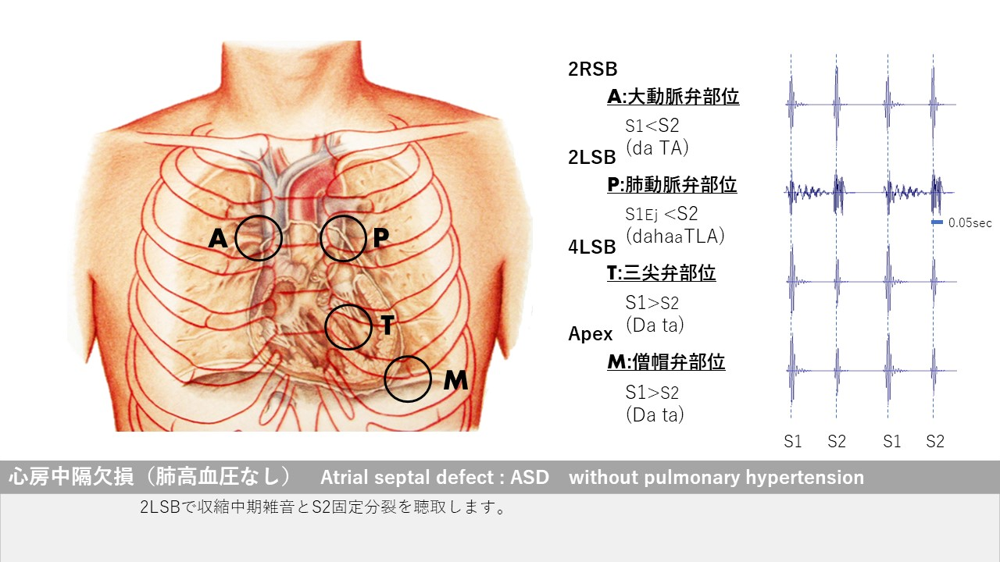 A
P
T
M
2RSB
A:大動脈弁部位
S1<S2
(da TA)
2LSB
P:肺動脈弁部位
S1Ej <S2
(dahaaTLA)
4LSB
T:三尖弁部位
S1>S2
(Da ta)
Apex
M:僧帽弁部位
S1>S2
(Da ta)
0.05sec
S1 S2 S1 S2
心房中隔欠損（肺高血圧なし） Atrial septal defect : ASD without pulmonary hypertension
2LSBで収縮中期雑音とS2固定分裂を聴取します。